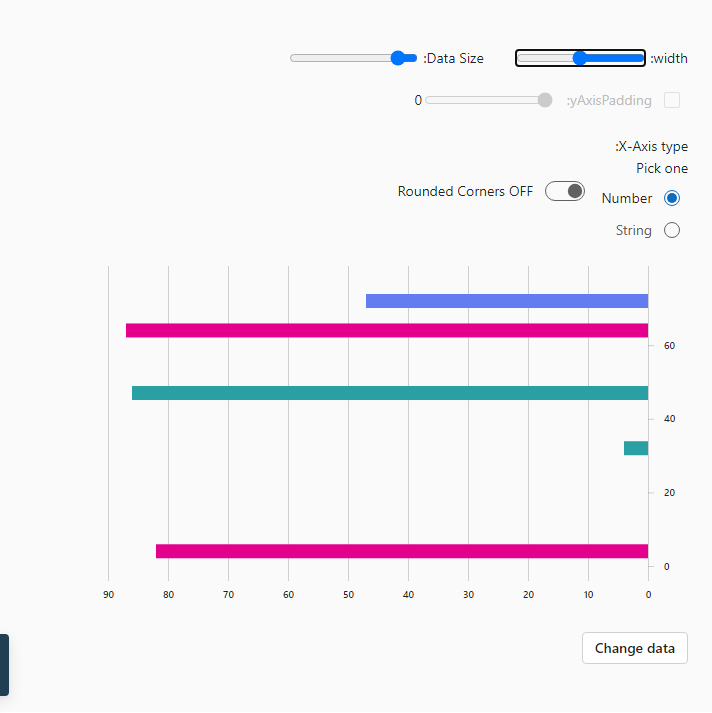 :width
:Data Size
:yAxisPadding
0
:X-Axis type
Pick one
Number
Rounded Corners OFF
String
60
40
20
0
90 80 70 60 50 40 30 20 10 0
Change data